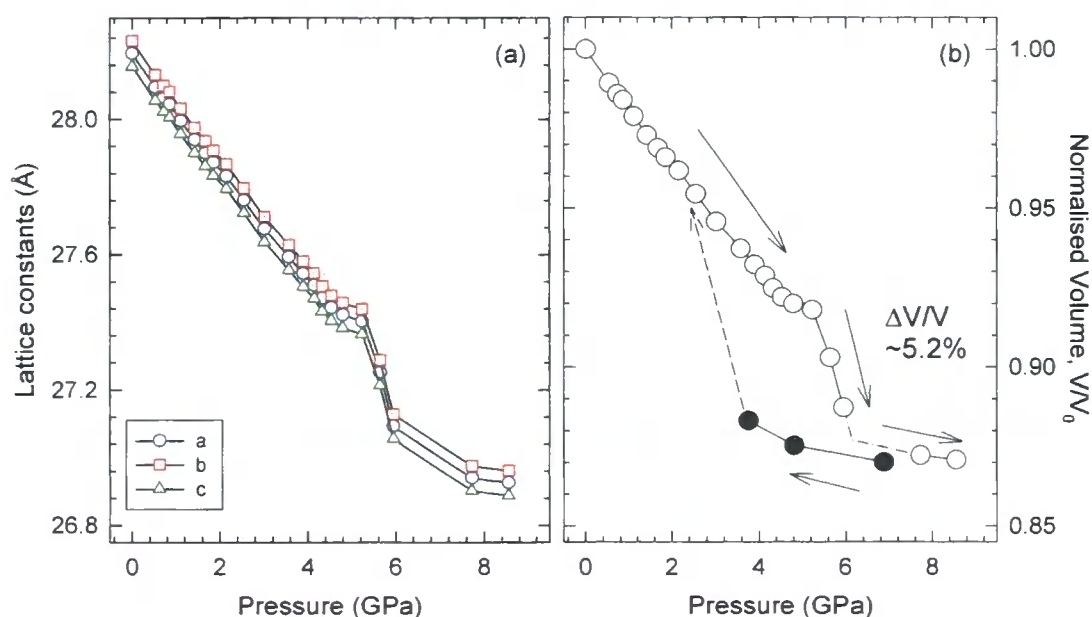 (a)
Lattice constants (Å)
28.0
27.6
27.2
26.8
a
b
c
0 2 4 6 8
Pressure (GPa)
(b)
ΔV/V
~5.2%
1.00
0.95
0.90
0.85
Normalised Volume, V/V₀
0 2 4 6 8
Pressure (GPa)